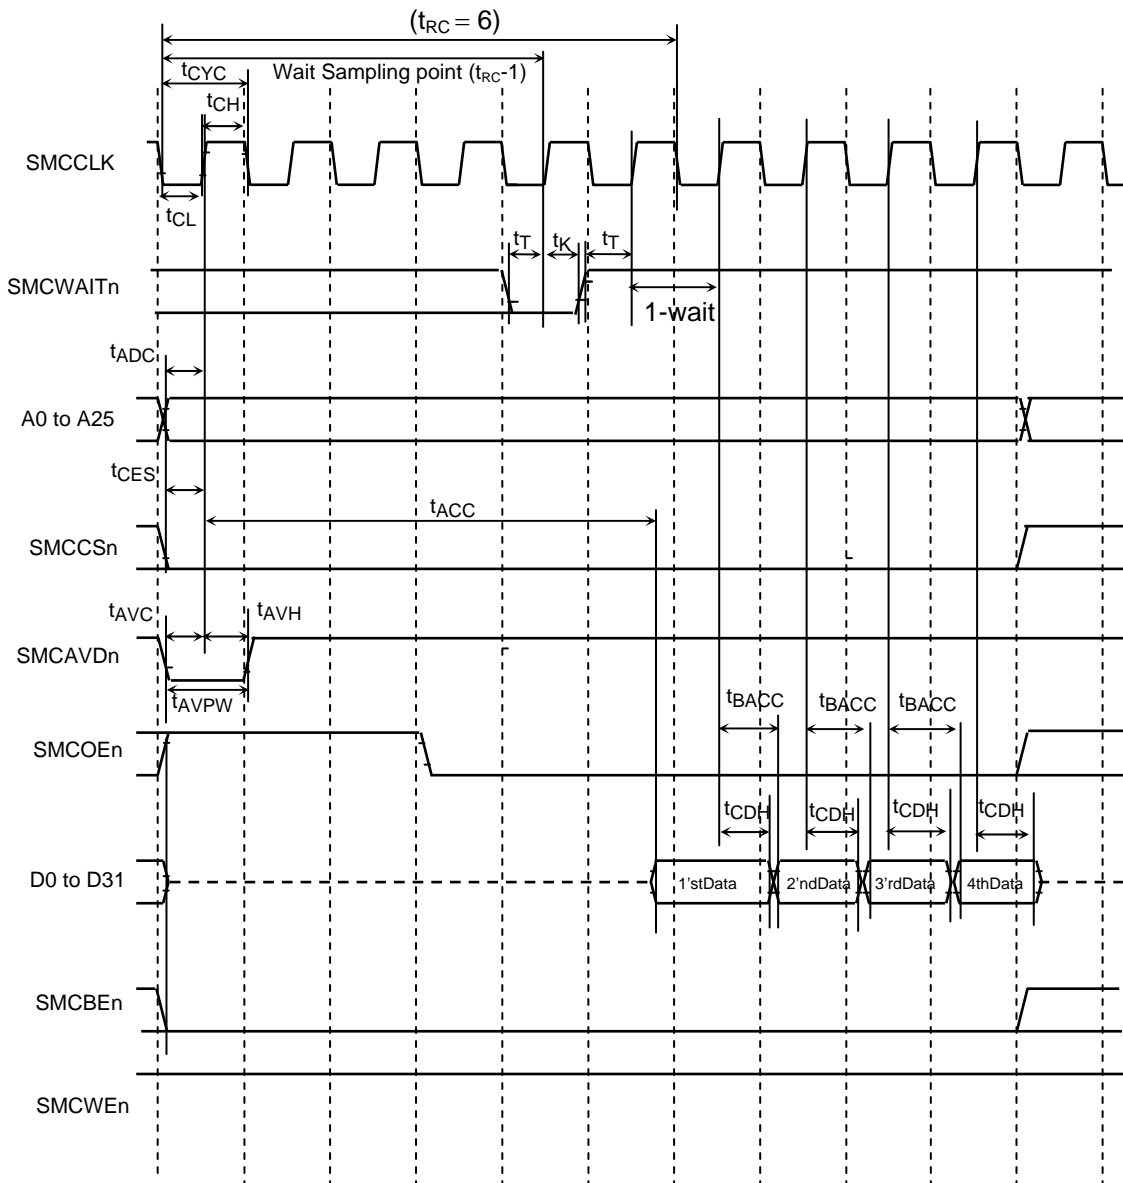 (tRC = 6)
Wait Sampling point (tRC-1)
tCYC
tCH
SMCCLK
tCL
tT tK tT
SMCWAITn
1-wait
tADC
A0 to A25
tCES
tACC
SMCCSn
tAVC tAVH
SMCAVDn
tAVPW
tBACC tBACC tBACC
SMCOEn
tCDH tCDH tCDH tCDH
D0 to D31
1'stData 2'ndData 3'rdData 4thData
SMCBEn
SMCWEn